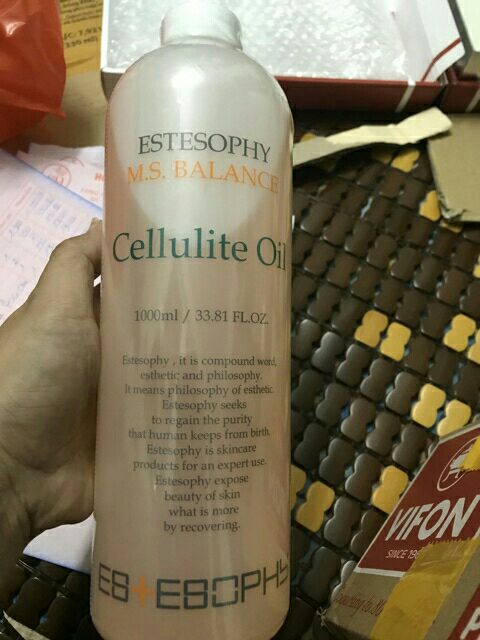 ESTESOPHY
M.S. BALANCE
Cellulite Oil
1000ml / 33.81 FL.OZ.
Estesophy , it is compound word,
esthetic and philosophy.
It means philosophy of esthetic.
Estesophy seeks
to regain the purity
that human keeps from birth.
Estesophy is skincare
products for an expert use.
Estesophy expose
beauty of skin
what is more
by recovering.
ES+ESOPHY
VIFON